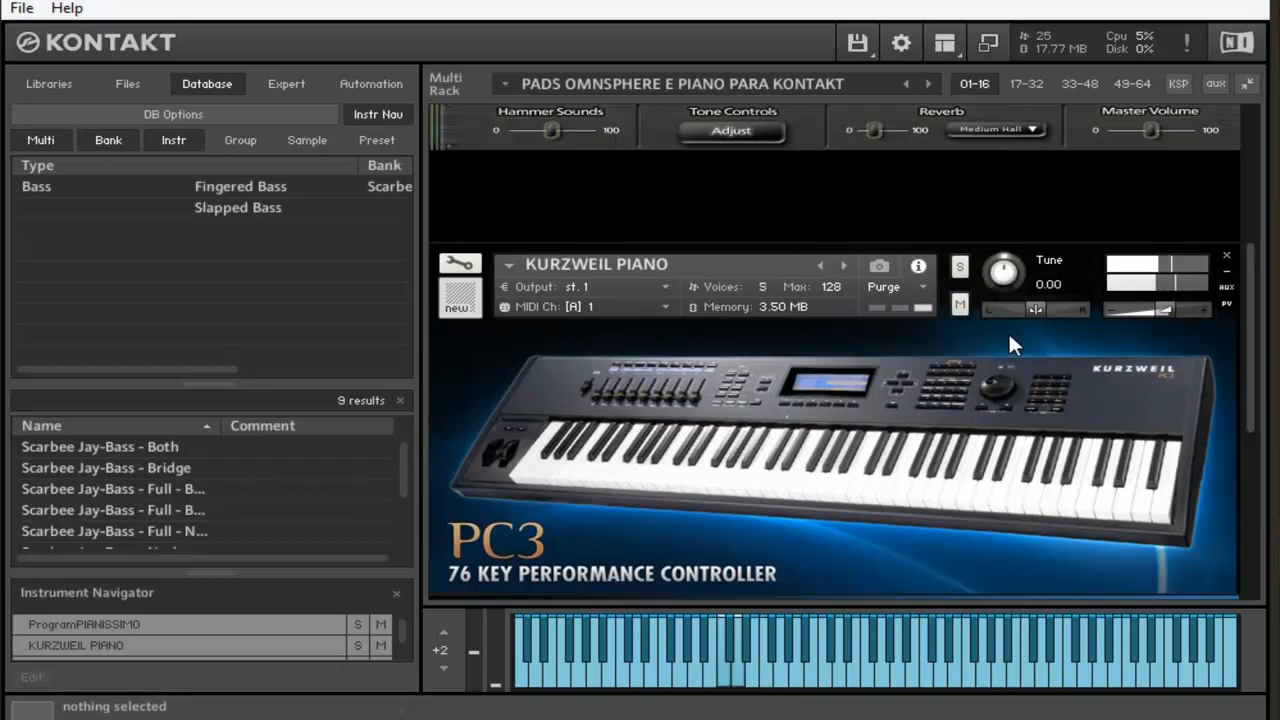 File Help
KONTAKT
25
17.77 MB
Cpu 5%
Disk 0%
!
NI
Libraries Files Database Expert Automation
DB Options Instr Nav
Multi Bank Instr Group Sample Preset
Type Bank
Bass Fingered Bass Scarbe
Slapped Bass
9 results ×
Name Comment
Scarbee Jay-Bass - Both
Scarbee Jay-Bass - Bridge
Scarbee Jay-Bass - Full - B...
Scarbee Jay-Bass - Full - B...
Scarbee Jay-Bass - Full - N...
Instrument Navigator ×
ProgramPIANISSIMO S M
KURZWEIL PIANO S M
Edit
nothing selected
Multi
Rack
PADS OMNSPHERE E PIANO PARA KONTAKT
01-16 17-32 33-48 49-64 KSP aux
Hammer Sounds Tone Controls Reverb Master Volume
0 100 Adjust 0 100 Medium Hall 0 100
KURZWEIL PIANO
Output: st.1 Voices: S Max: 128 Purge
MIDI Ch: [A] 1 Memory: 3.50 MB
new
S
M
Tune
0.00
L R
- +
×
-
AUX
PV
KURZWEIL
PC3
PC3
76 KEY PERFORMANCE CONTROLLER
+2